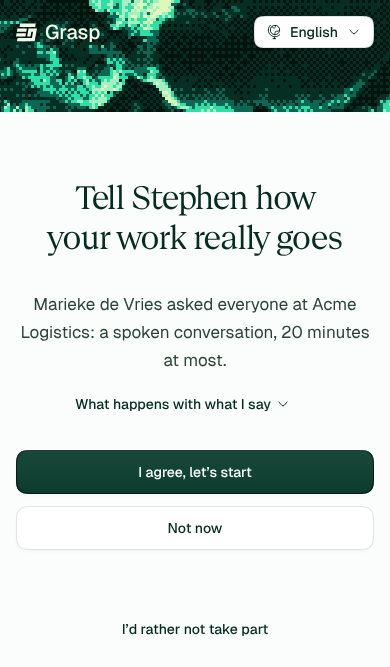 Grasp
English
Tell Stephen how
your work really goes
Marieke de Vries asked everyone at Acme
Logistics: a spoken conversation, 20 minutes
at most.
What happens with what I say
I agree, let’s start
Not now
I’d rather not take part